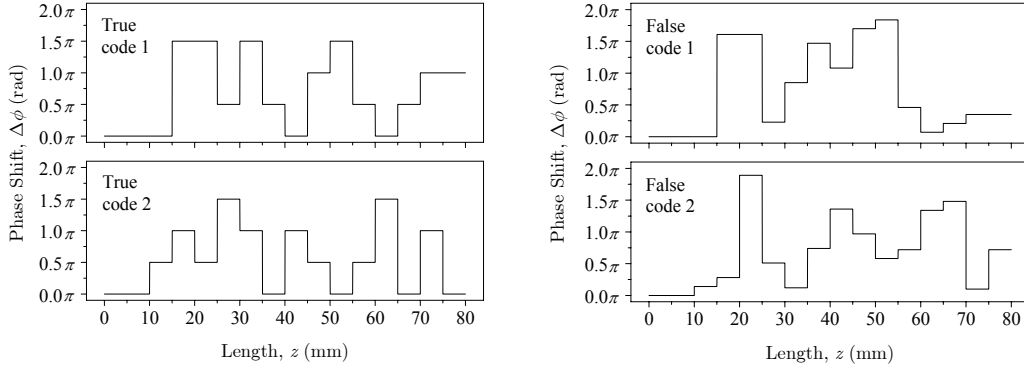 Phase Shift, Δϕ (rad)
2.0π
1.5π
1.0π
0.5π
0.0π
True
code 1
2.0π
1.5π
1.0π
0.5π
0.0π
True
code 2
0 10 20 30 40 50 60 70 80
Length, z (mm)
Phase Shift, Δϕ (rad)
2.0π
1.5π
1.0π
0.5π
0.0π
False
code 1
2.0π
1.5π
1.0π
0.5π
0.0π
False
code 2
0 10 20 30 40 50 60 70 80
Length, z (mm)